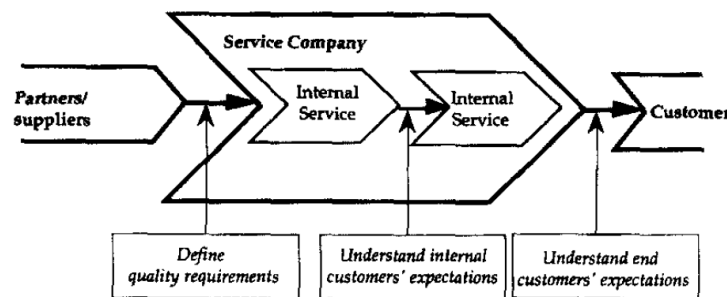 Service Company
Partners/
suppliers
Internal
Service
Internal
Service
Customer
Define
quality requirements
Understand internal
customers' expectations
Understand end
customers' expectations